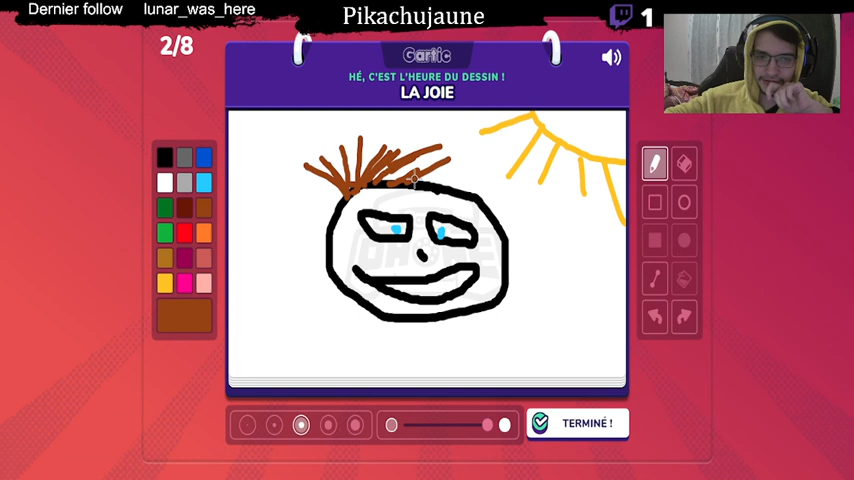 Dernier follow lunar_was_here
Pikachujaune
1
2/8
Gartic
HÉ, C'EST L'HEURE DU DESSIN !
LA JOIE
TERMINÉ !